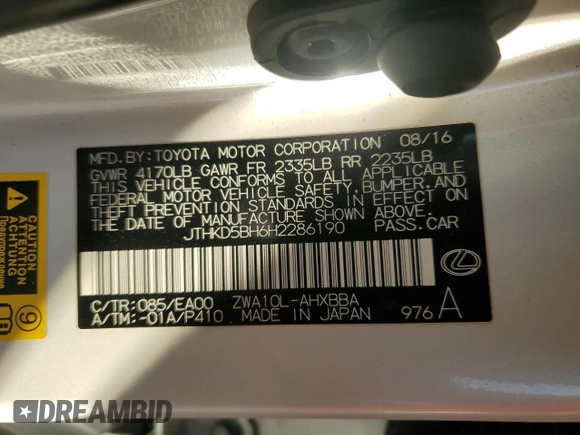 MFD.BY: TOYOTA MOTOR CORPORATION 08/16
GVWR 4170LB GAWR FR 2335LB RR 2235LB
THIS VEHICLE CONFORMS TO ALL APPLICABLE
FEDERAL MOTOR VEHICLE SAFETY, BUMPER, AND
THEFT PREVENTION STANDARDS IN EFFECT ON
THE DATE OF MANUFACTURE SHOWN ABOVE.
JTHKD5BH6H2286190 PASS.CAR
C/TR: 085/EA00 ZWA10L-AHXBBA
A/TM: -01A/P410 MADE IN JAPAN 976 A
9
DREAMBID